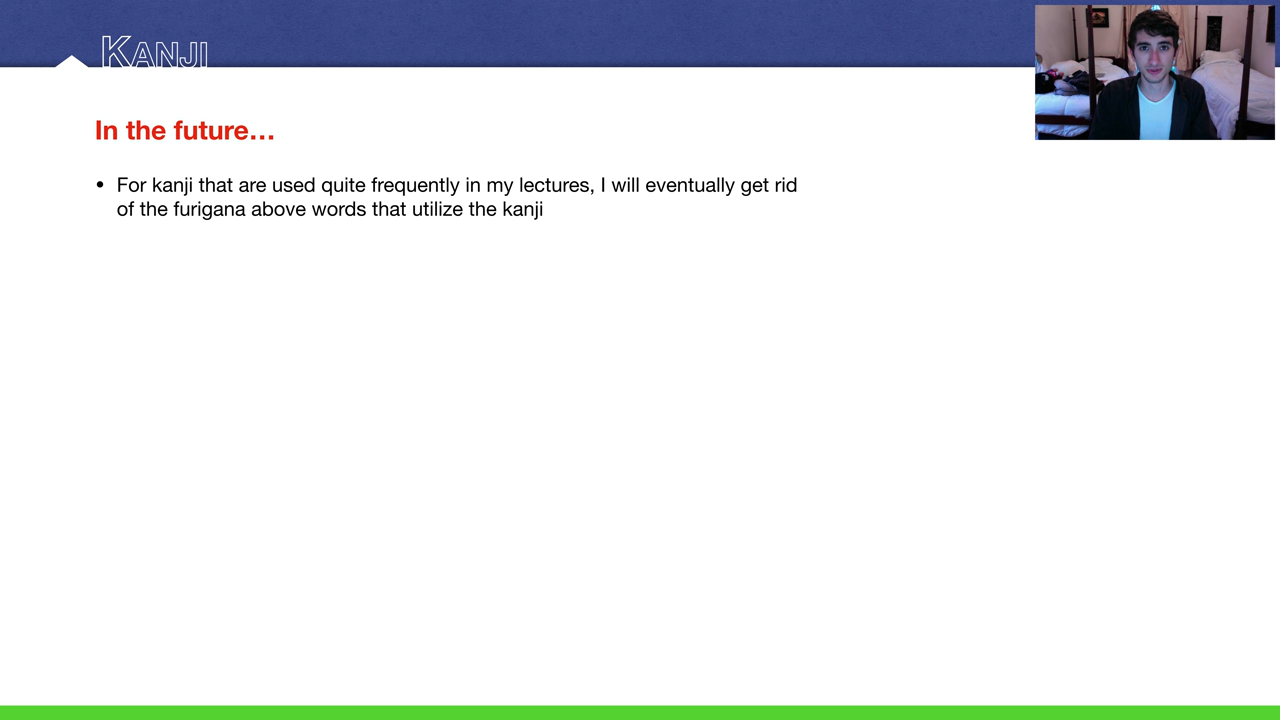 KANJI
In the future…
• For kanji that are used quite frequently in my lectures, I will eventually get rid
of the furigana above words that utilize the kanji